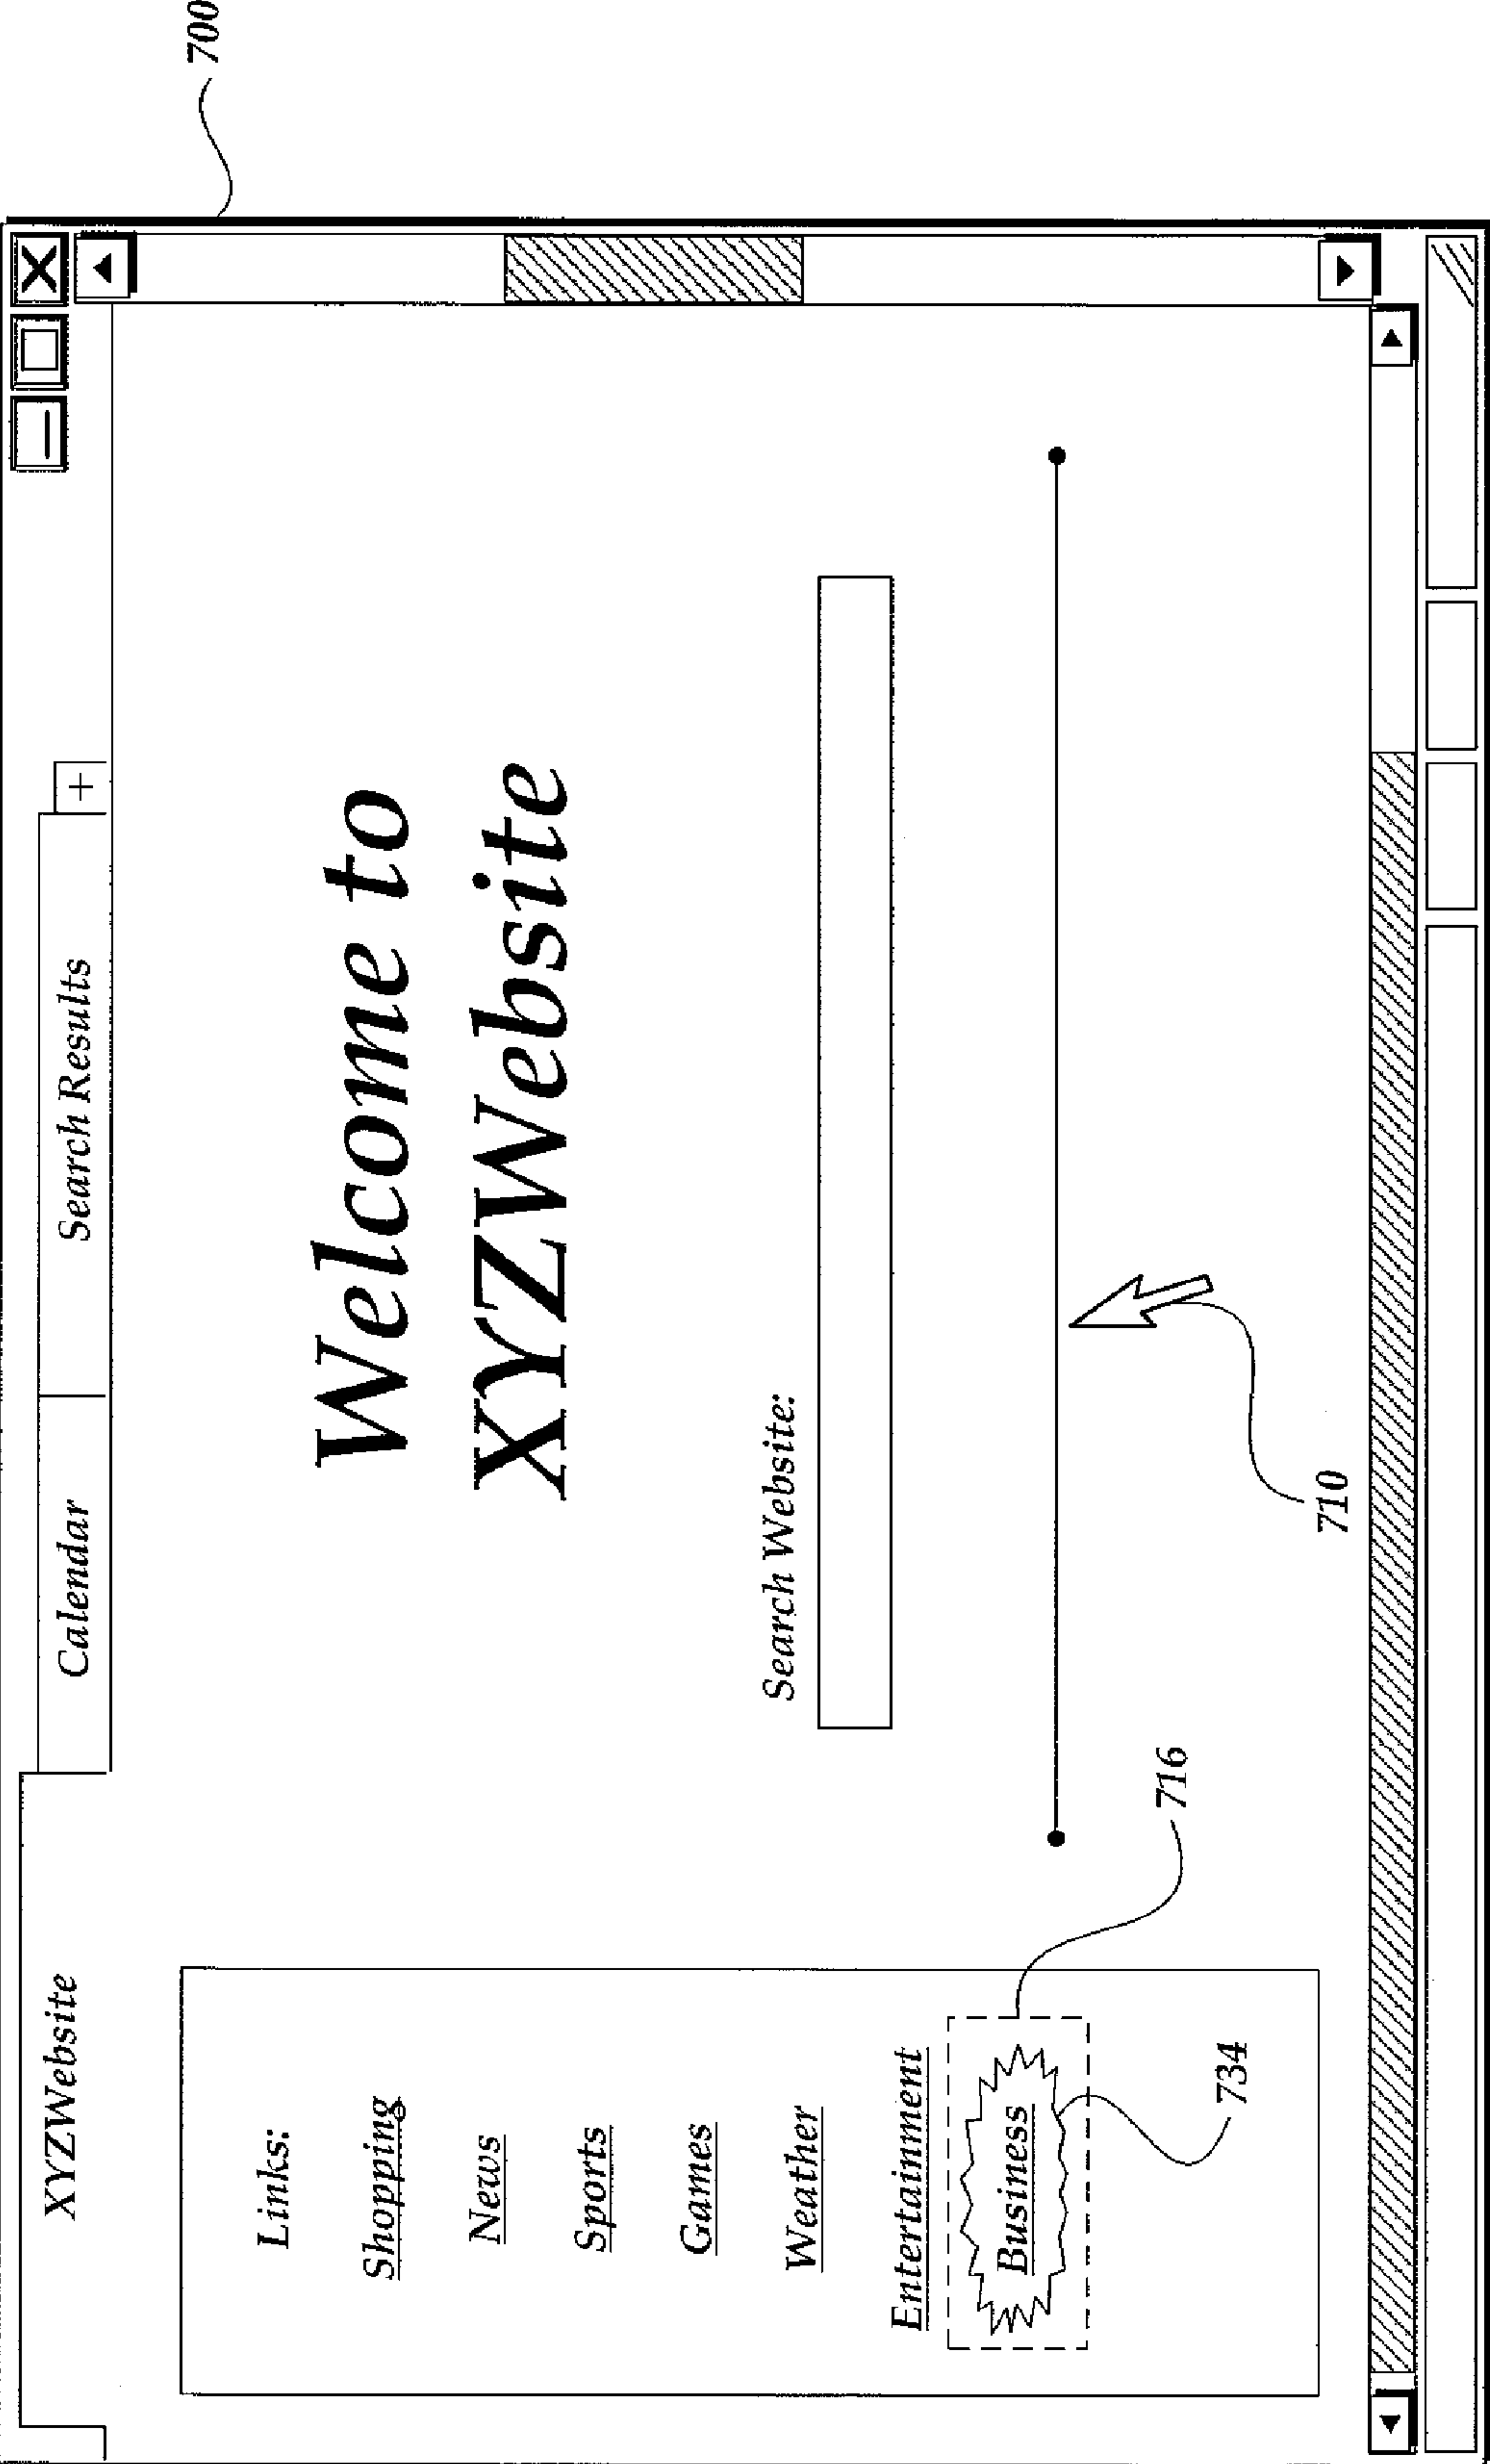 700
XYZWebsite
Calendar
Search Results
+
Links:
Shopping
News
Sports
Games
Weather
Entertainment
Business
Welcome to
XYZWebsite
Search Website:
716
734
710